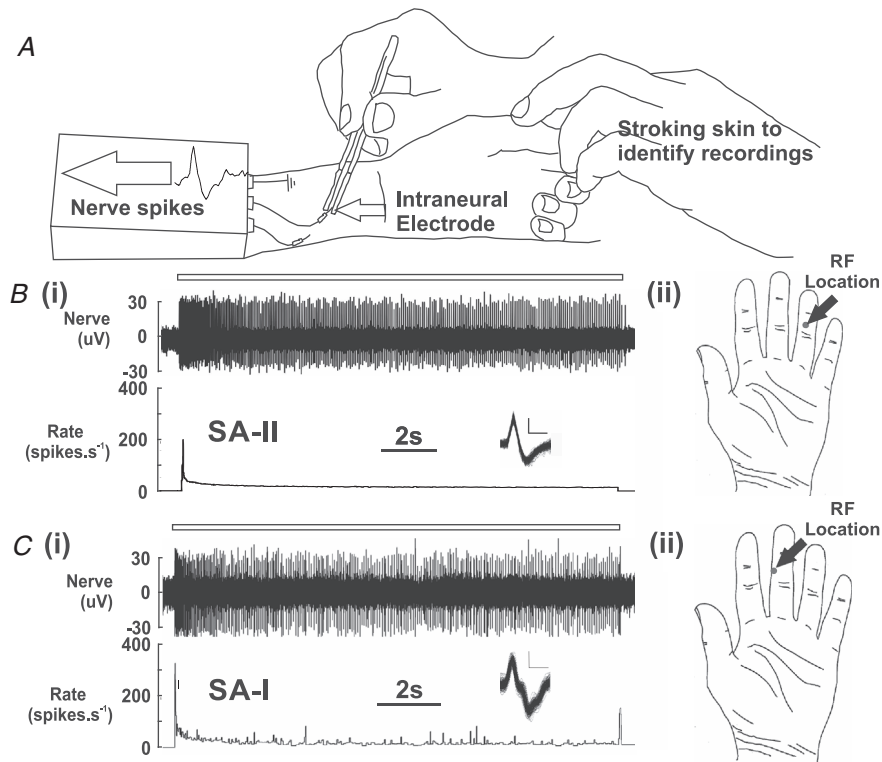 A
Stroking skin to
identify recordings
Nerve spikes
Intraneural
Electrode
B (i)
(ii)
RF
Location
Nerve
(uV)
30
0
-30
400
Rate
(spikes.s⁻¹)
200
0
SA-II
2s
C (i)
(ii)
RF
Location
Nerve
(uV)
30
0
-30
400
Rate
(spikes.s⁻¹)
200
0
SA-I
2s